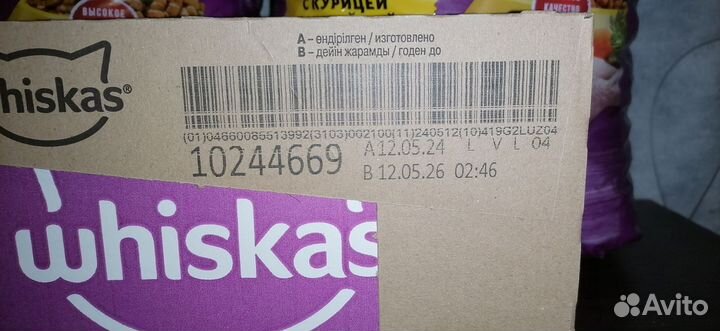 С КУРИЦЕЙ
ВЫСОКОЕ
КАЧЕСТВО
A – өндірілген / изготовлено
B – дейін жарамды / годен до
hiskas®
(01)04660085513992(3103)002100(11)240512(10)419G2LUZ04
10244669
A 12.05.24 L V L 04
B 12.05.26 02:46
whiskas
Avito